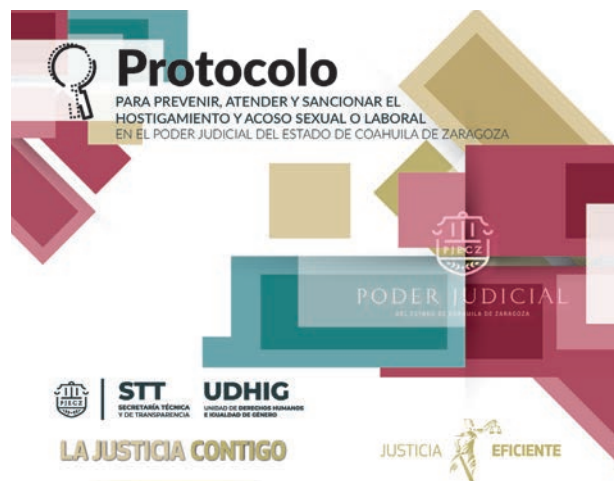 Protocolo
PARA PREVENIR, ATENDER Y SANCIONAR EL
HOSTIGAMIENTO Y ACOSO SEXUAL O LABORAL
EN EL PODER JUDICIAL DEL ESTADO DE COAHUILA DE ZARAGOZA
PJECZ
PODER JUDICIAL
DEL ESTADO DE COAHUILA DE ZARAGOZA
PJECZ
STT
SECRETARÍA TÉCNICA
Y DE TRANSPARENCIA
UDHIG
UNIDAD DE DERECHOS HUMANOS
E IGUALDAD DE GÉNERO
LA JUSTICIA CONTIGO
JUSTICIA EFICIENTE